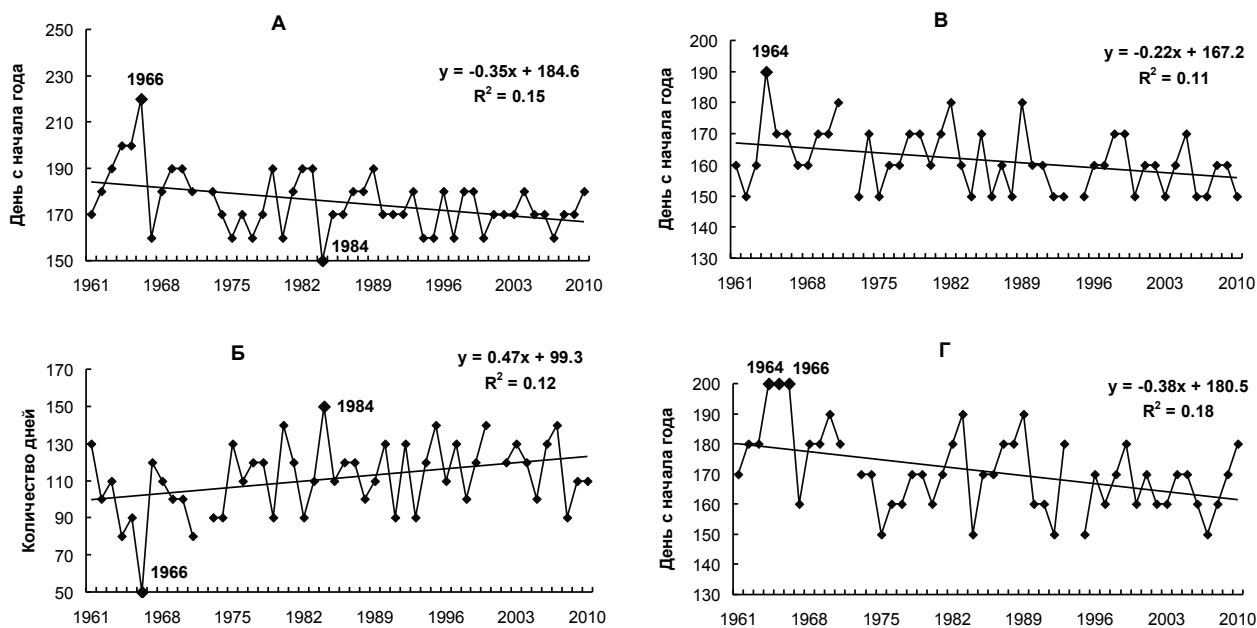 А
День с начала года
250
230
210
190
170
150
1966
1984
y = -0.35x + 184.6
R² = 0.15
1961 1968 1975 1982 1989 1996 2003 2010
В
День с начала года
200
190
180
170
160
150
140
130
1964
y = -0.22x + 167.2
R² = 0.11
1961 1968 1975 1982 1989 1996 2003 2010
Б
Количество дней
170
150
130
110
90
70
50
1984
1966
y = 0.47x + 99.3
R² = 0.12
1961 1968 1975 1982 1989 1996 2003 2010
Г
День с начала года
200
190
180
170
160
150
140
130
1964 1966
y = -0.38x + 180.5
R² = 0.18
1961 1968 1975 1982 1989 1996 2003 2010